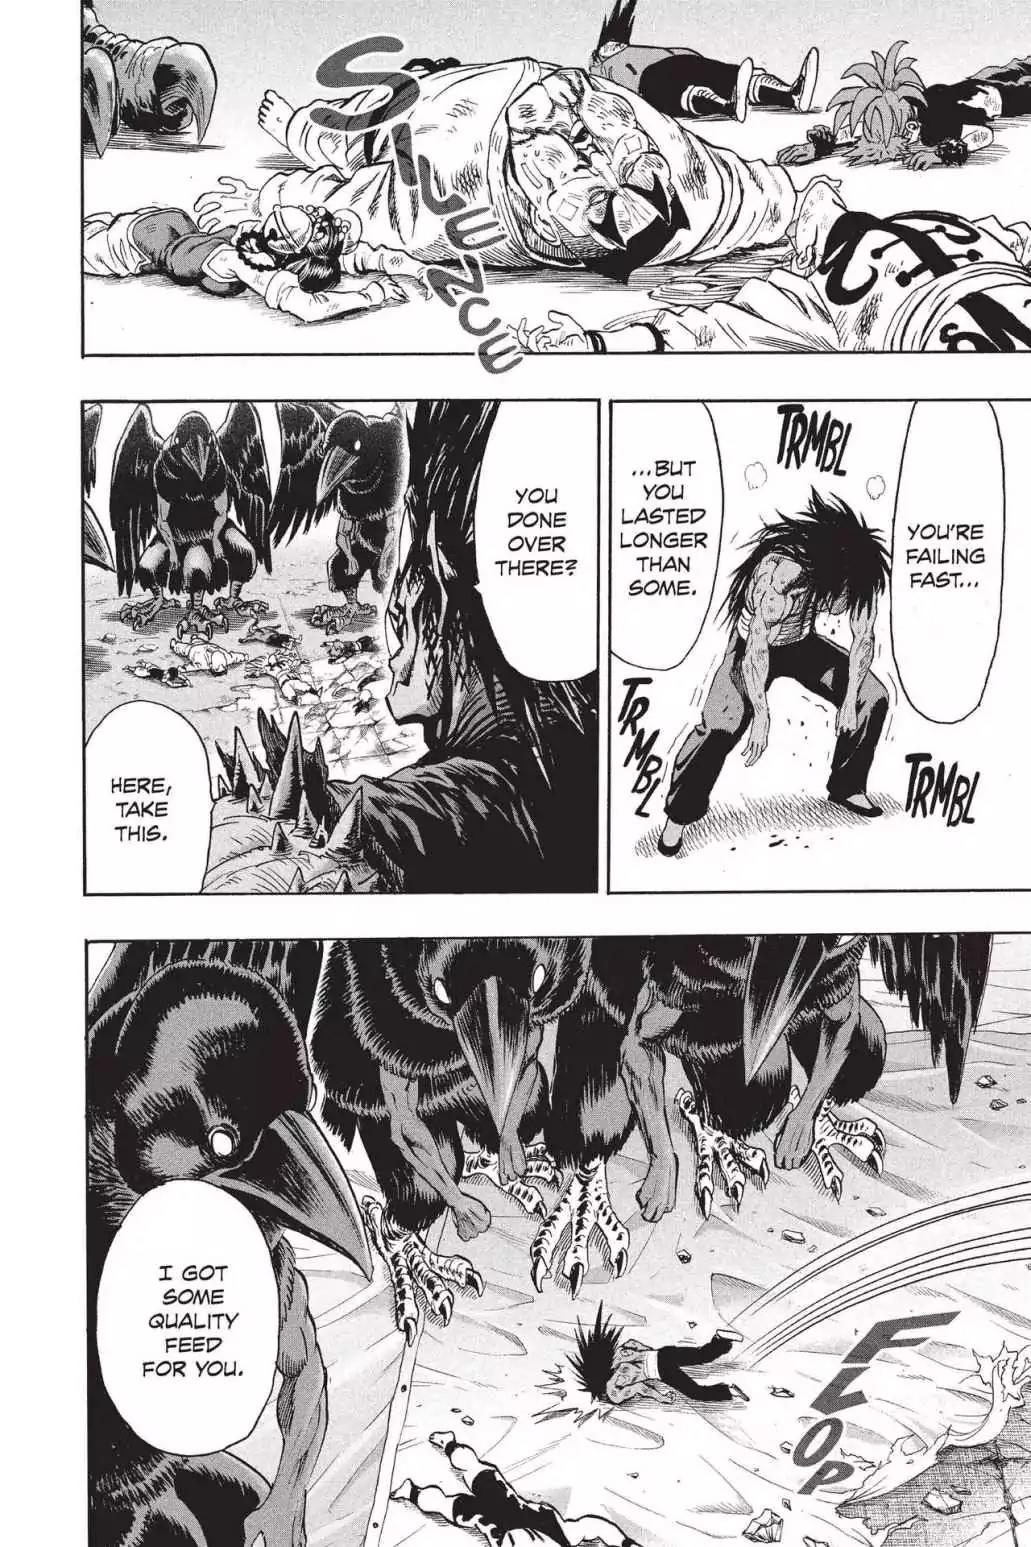 SILENCE
YOU'RE
FAILING
FAST...
TRMBL
...BUT
YOU
LASTED
LONGER
THAN
SOME.
TRMBL
TRMBL
YOU
DONE
OVER
THERE?
HERE,
TAKE
THIS.
FLOP
I GOT
SOME
QUALITY
FEED
FOR YOU.